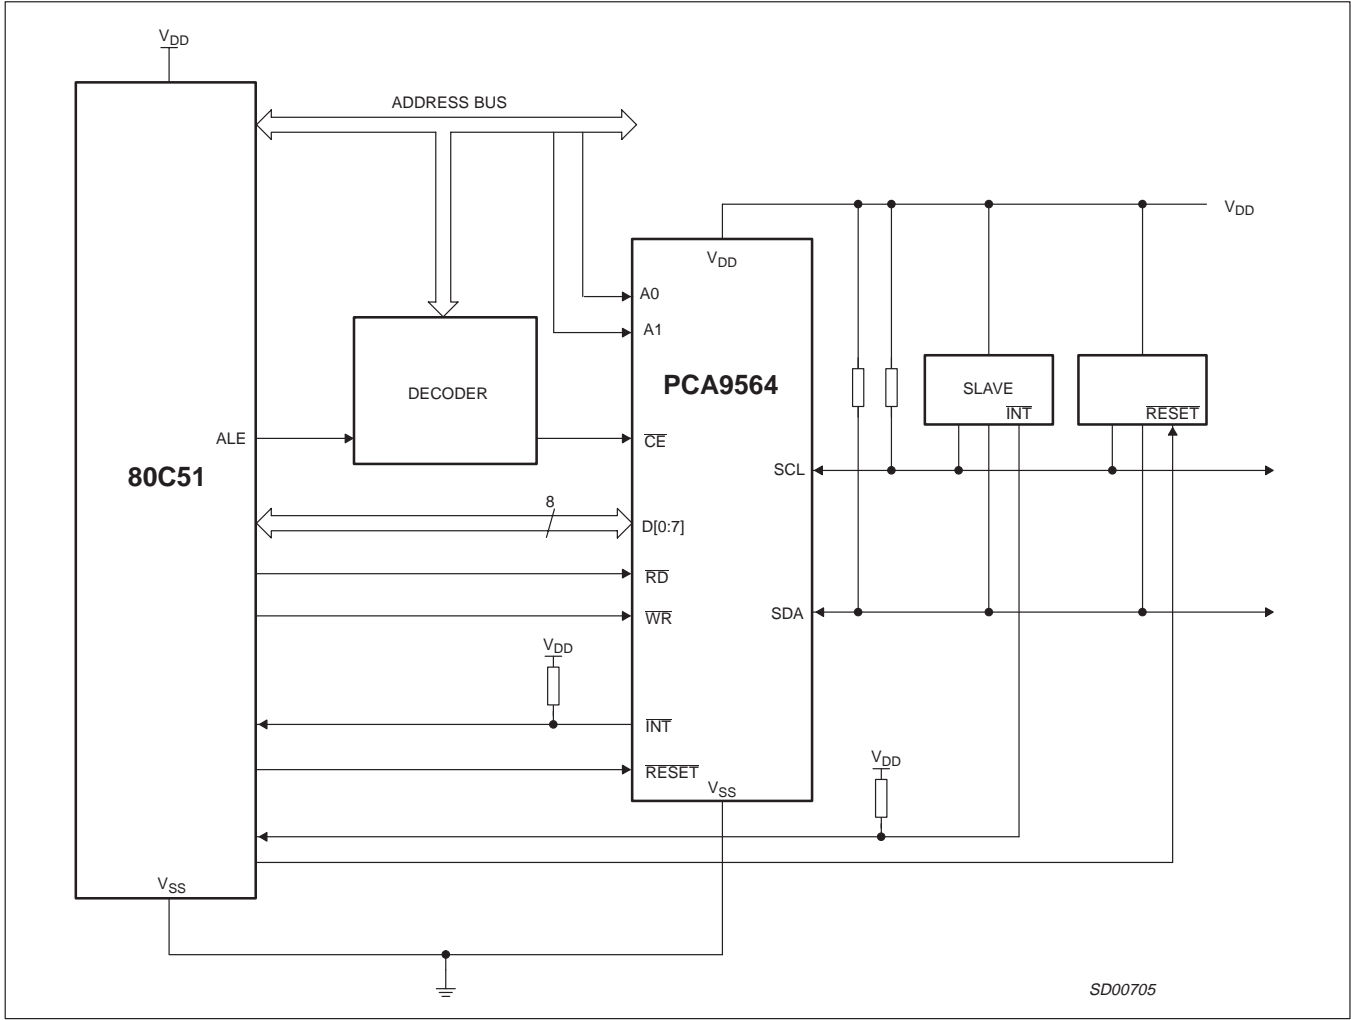 VDD
ADDRESS BUS
VDD
VDD
A0
A1
PCA9564
DECODER
SLAVE
INT
RESET
ALE
CE
80C51
SCL
8
D[0:7]
RD
WR
SDA
VDD
INT
VDD
RESET
VSS
VSS
SD00705